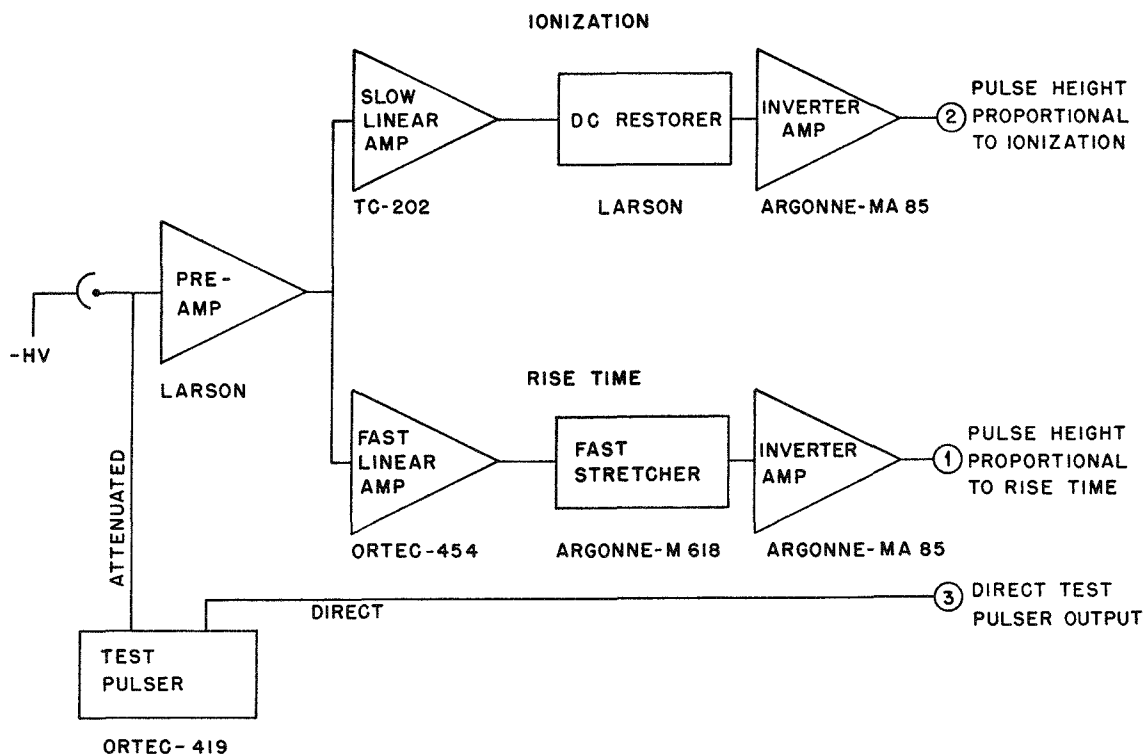 IONIZATION
SLOW
LINEAR
AMP
TC-202
DC RESTORER
LARSON
INVERTER
AMP
ARGONNE-MA 85
2
PULSE HEIGHT
PROPORTIONAL
TO IONIZATION
PRE-
AMP
LARSON
-HV
RISE TIME
FAST
LINEAR
AMP
ORTEC-454
FAST
STRETCHER
ARGONNE-M 618
INVERTER
AMP
ARGONNE-MA 85
1
PULSE HEIGHT
PROPORTIONAL
TO RISE TIME
ATTENUATED
DIRECT
3
DIRECT TEST
PULSER OUTPUT
TEST
PULSER
ORTEC-419